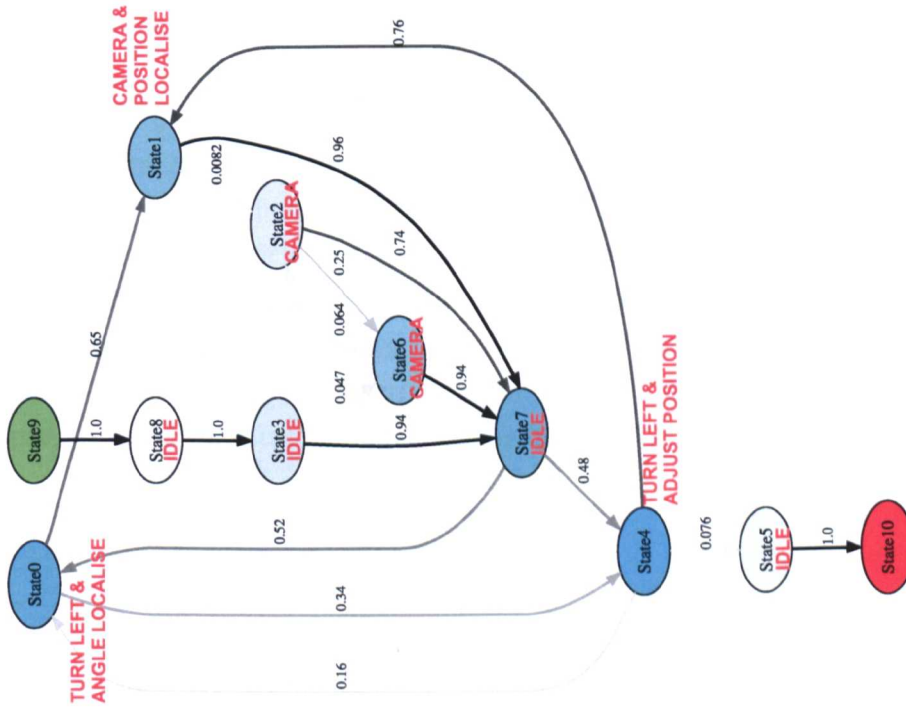 CAMERA &
POSITION
LOCALISE
0.76
State1
0.0082
0.96
State2
CAMERA
0.74
0.25
0.65
0.064
State6
CAMERA
0.047
0.94
State9
1.0
State8
IDLE
1.0
State3
IDLE
0.94
State7
IDLE
0.48
TURN LEFT &
ADJUST POSITION
State0
TURN LEFT &
ANGLE LOCALISE
0.52
0.34
0.16
State4
0.076
State5
IDLE
1.0
State10